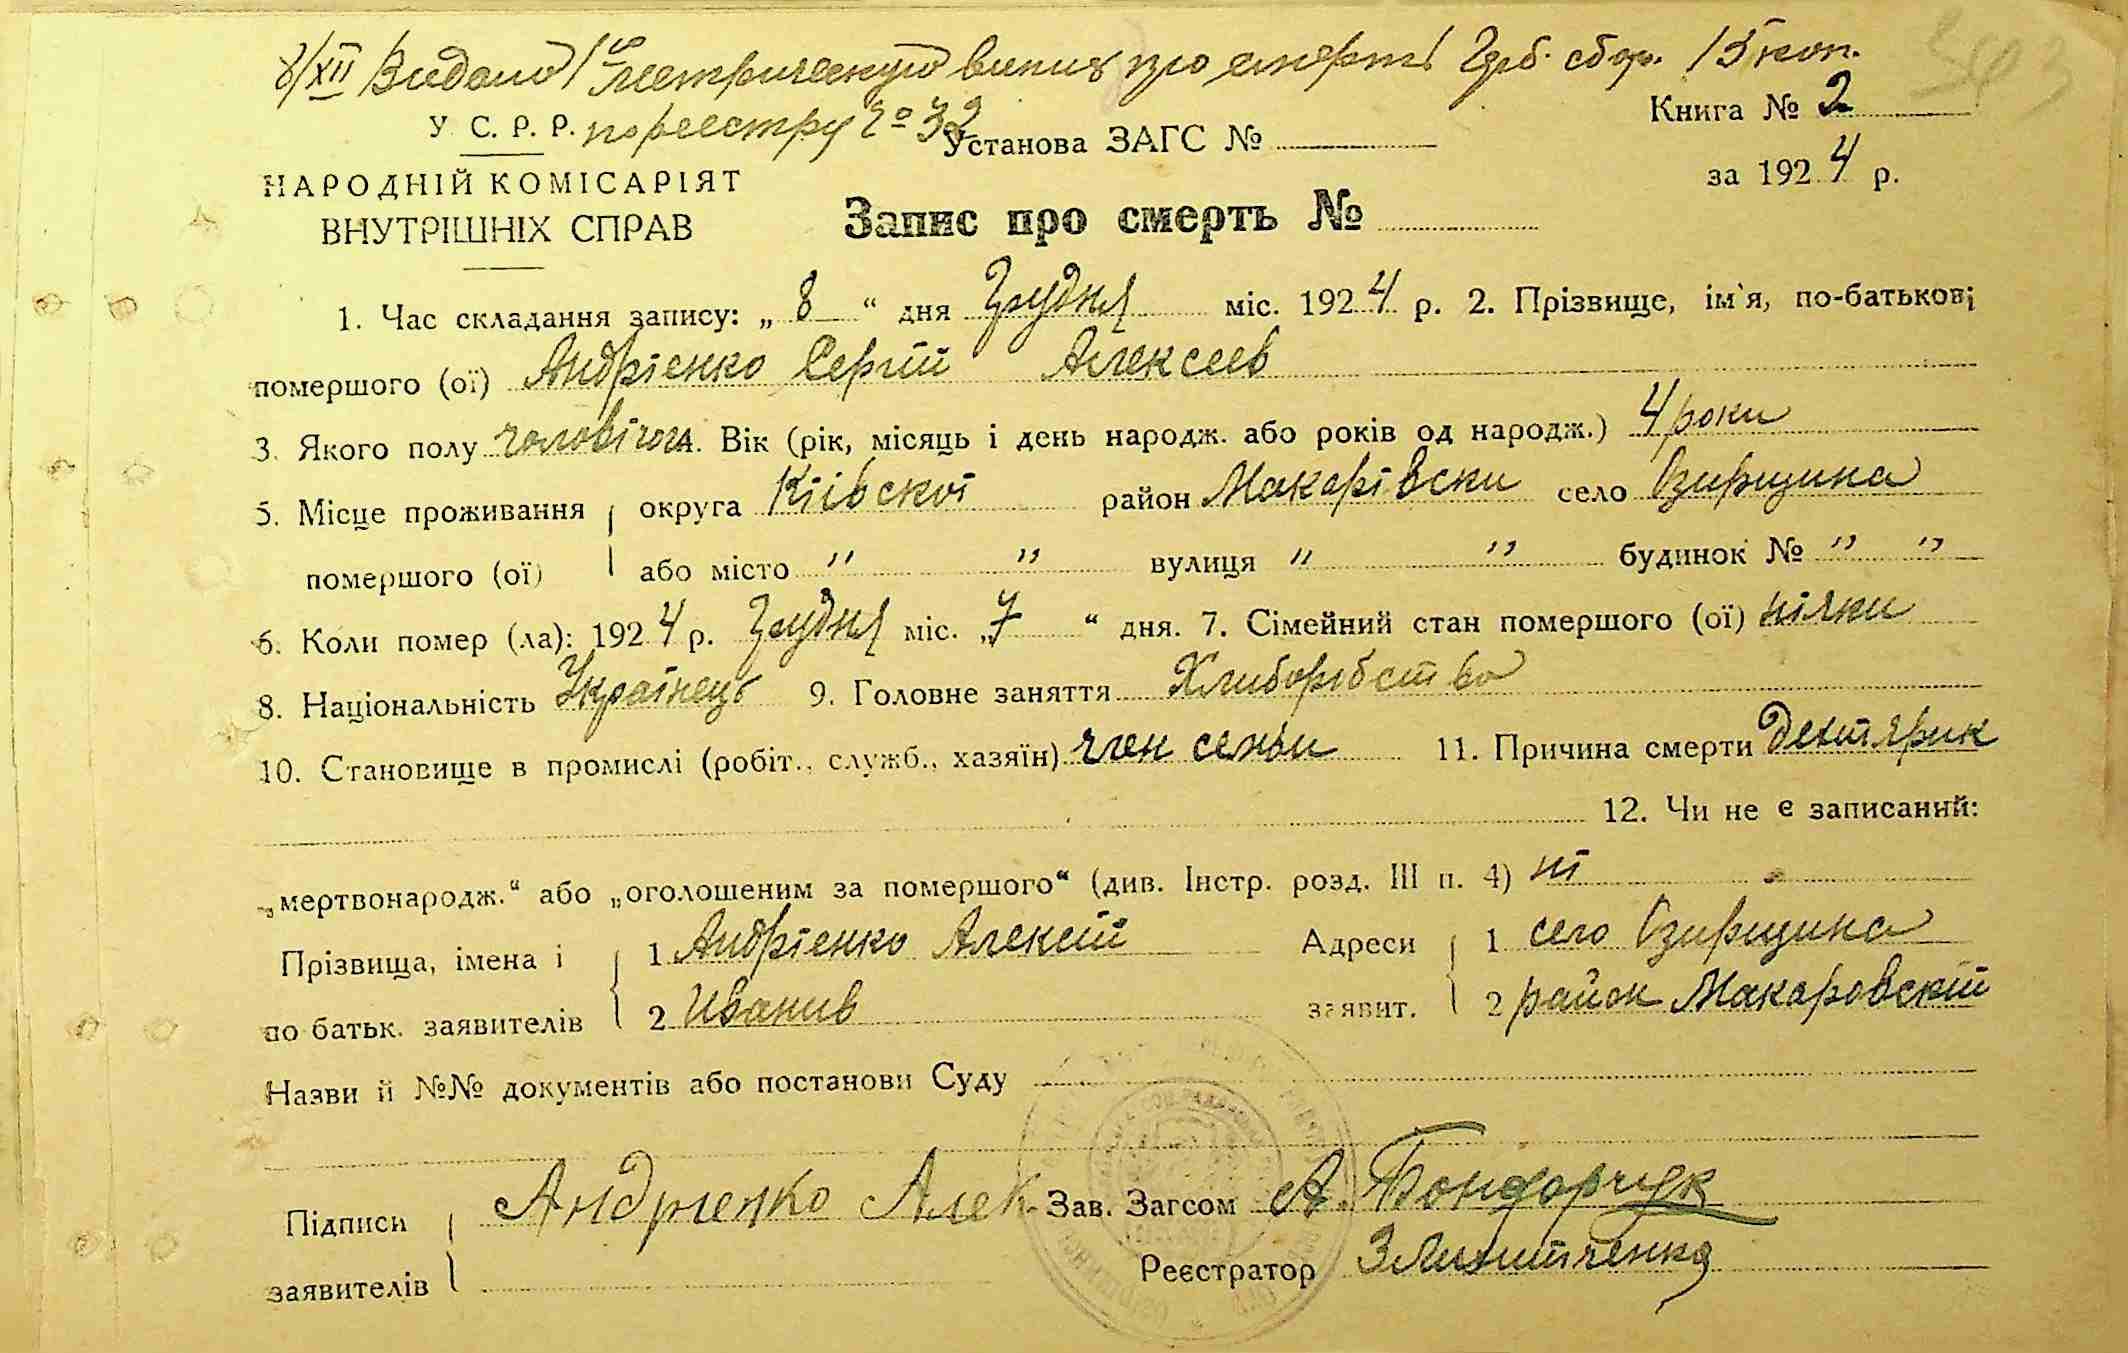 8/XII Видано 1 метрическую випис про смерть Грб. сбор. 15 коп.
по реестру № 32
У. С. Р. Р.
Установа ЗАГС №
Книга № 2
за 1924 р.
НАРОДНІЙ КОМІСАРІЯТ
ВНУТРІШНІХ СПРАВ
Запис про смерть №
1. Час складання запису: „ 8 “ дня Грудня міс. 1924 р. 2. Прізвище, ім`я, по-батькові
помершого (ої) Андрієнко Сергій Алексеев
3. Якого полу чоловічого 4. Вік (рік, місяць і день народж. або років од народж.) 4 роки
5. Місце проживання округа Київскої район Макарівски село Озирщина
помершого (ої) або місто „ „ вулиця „ „ будинок № „ „
6. Коли помер (ла): 1924 р. Грудня міс. „7 “ дня. 7. Сімейний стан помершого (ої) ніяки
8. Національність Українець 9. Головне заняття Хлиборобство
10. Становище в промислі (робіт., служб., хазяїн) член семьи 11. Причина смерти
12. Чи не є записаний:
„мертвонародж.“ або „оголошеним за помершого“ (див. Інстр. розд. III п. 4) ні
Прізвища, імена і 1 Андрієнко Алексій Адреси 1 село Озирщина
по батьк. заявителів 2 Иванив заявит. 2 район Макаровскій
Назви й №№ документів або постанови Суду
Підписи Андриенко Алек. Зав. Загсом А. Бондарчук
заявителів Реєстратор